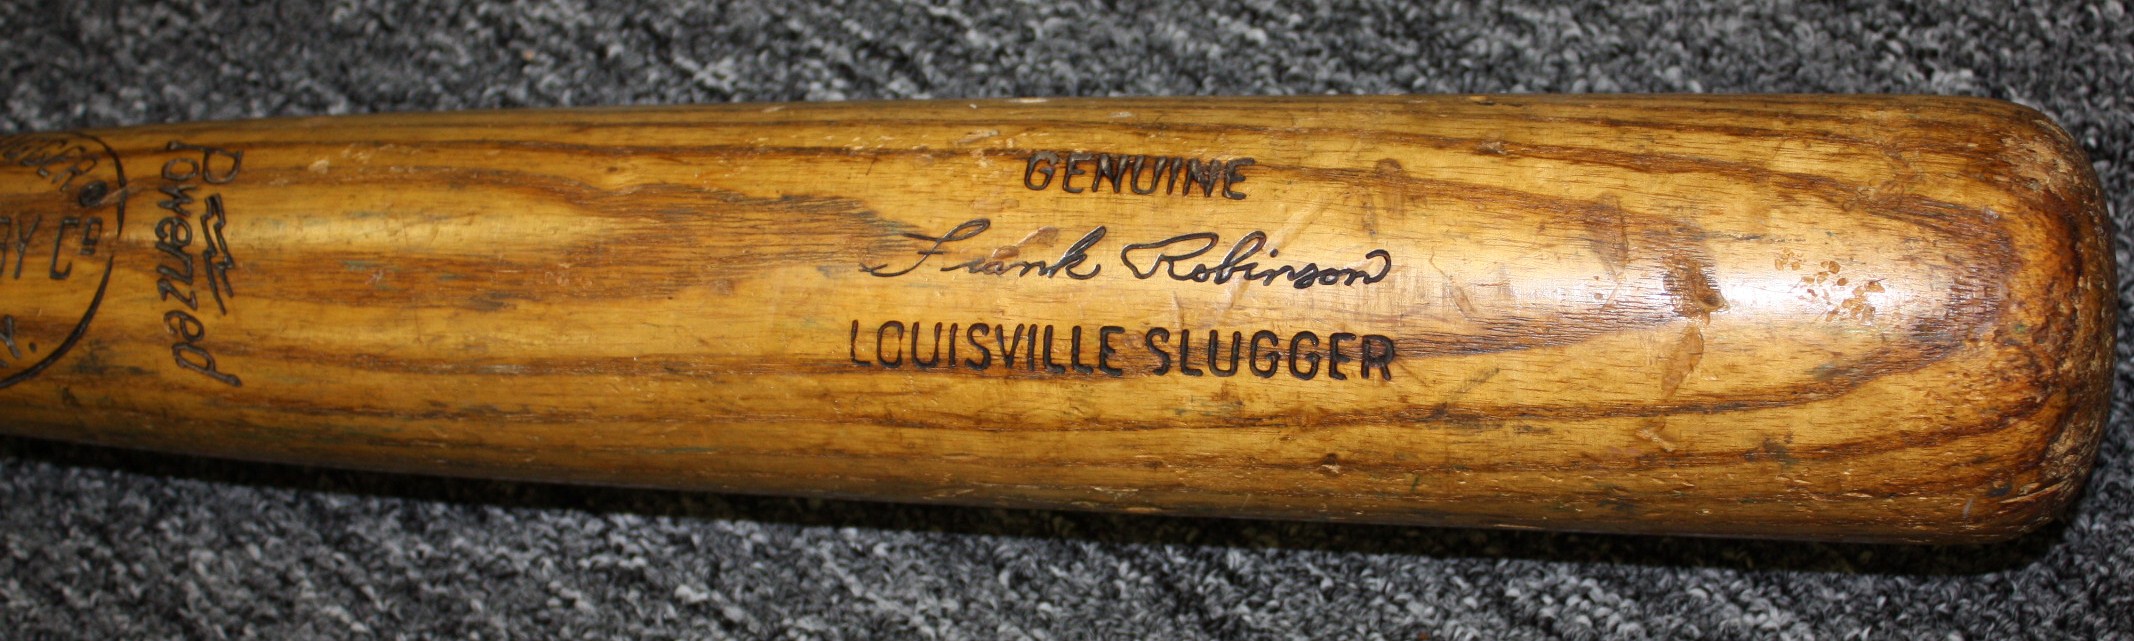 Powerized
GENUINE
Frank Robinson
LOUISVILLE SLUGGER